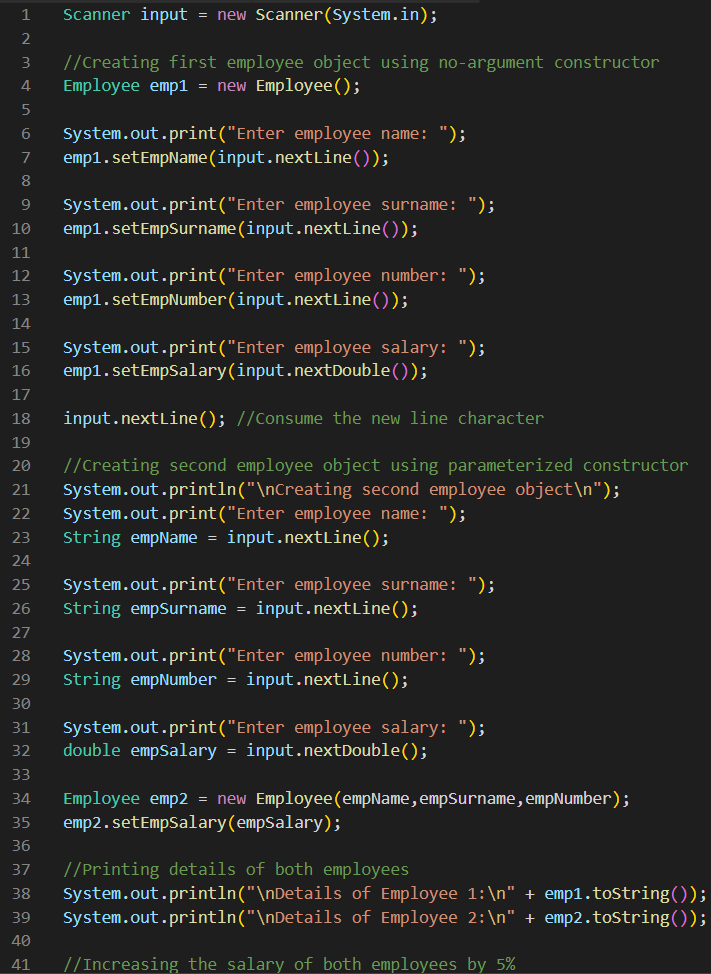 1 Scanner input = new Scanner(System.in);
2
3 //Creating first employee object using no-argument constructor
4 Employee emp1 = new Employee();
5
6 System.out.print("Enter employee name: ");
7 emp1.setEmpName(input.nextLine());
8
9 System.out.print("Enter employee surname: ");
10 emp1.setEmpSurname(input.nextLine());
11
12 System.out.print("Enter employee number: ");
13 emp1.setEmpNumber(input.nextLine());
14
15 System.out.print("Enter employee salary: ");
16 emp1.setEmpSalary(input.nextDouble());
17
18 input.nextLine(); //Consume the new line character
19
20 //Creating second employee object using parameterized constructor
21 System.out.println("\nCreating second employee object\n");
22 System.out.print("Enter employee name: ");
23 String empName = input.nextLine();
24
25 System.out.print("Enter employee surname: ");
26 String empSurname = input.nextLine();
27
28 System.out.print("Enter employee number: ");
29 String empNumber = input.nextLine();
30
31 System.out.print("Enter employee salary: ");
32 double empSalary = input.nextDouble();
33
34 Employee emp2 = new Employee(empName,empSurname,empNumber);
35 emp2.setEmpSalary(empSalary);
36
37 //Printing details of both employees
38 System.out.println("\nDetails of Employee 1:\n" + emp1.toString());
39 System.out.println("\nDetails of Employee 2:\n" + emp2.toString());
40
41 //Increasing the salary of both employees by 5%